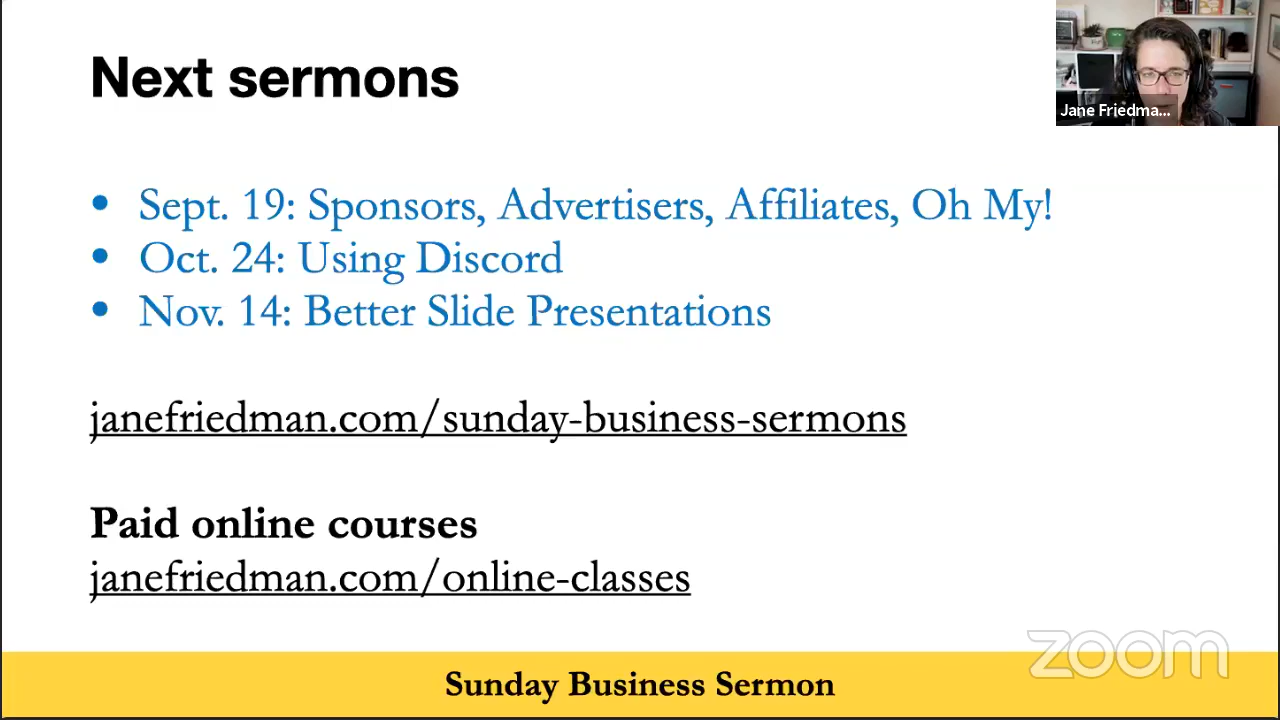 Next sermons
Jane Friedma...
• Sept. 19: Sponsors, Advertisers, Affiliates, Oh My!
• Oct. 24: Using Discord
• Nov. 14: Better Slide Presentations
janefriedman.com/sunday-business-sermons
Paid online courses
janefriedman.com/online-classes
zoom
Sunday Business Sermon